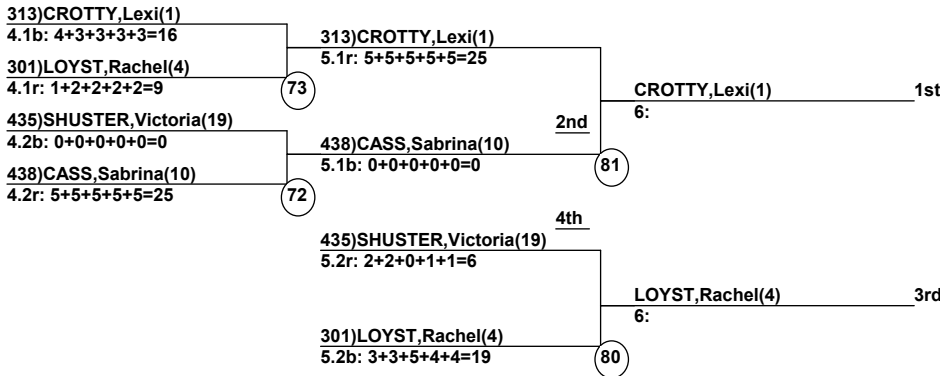 313)CROTTY,Lexi(1)
4.1b: 4+3+3+3+3=16
301)LOYST,Rachel(4)
4.1r: 1+2+2+2+2=9
73
435)SHUSTER,Victoria(19)
4.2b: 0+0+0+0+0=0
438)CASS,Sabrina(10)
4.2r: 5+5+5+5+5=25
72
313)CROTTY,Lexi(1)
5.1r: 5+5+5+5+5=25
2nd
438)CASS,Sabrina(10)
5.1b: 0+0+0+0+0=0
81
CROTTY,Lexi(1)
6:
1st
4th
435)SHUSTER,Victoria(19)
5.2r: 2+2+0+1+1=6
301)LOYST,Rachel(4)
5.2b: 3+3+5+4+4=19
80
LOYST,Rachel(4)
6:
3rd